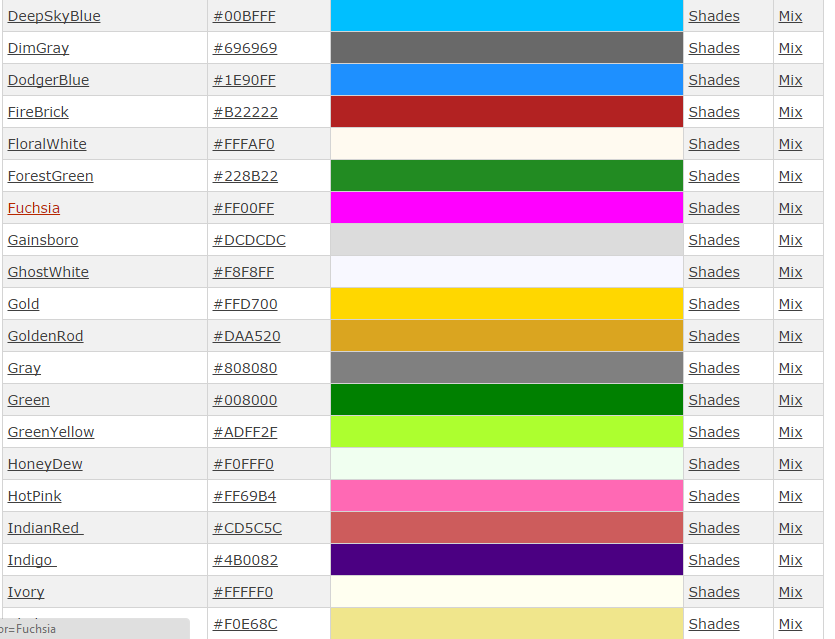 DeepSkyBlue #00BFFF Shades Mix
DimGray #696969 Shades Mix
DodgerBlue #1E90FF Shades Mix
FireBrick #B22222 Shades Mix
FloralWhite #FFFAF0 Shades Mix
ForestGreen #228B22 Shades Mix
Fuchsia #FF00FF Shades Mix
Gainsboro #DCDCDC Shades Mix
GhostWhite #F8F8FF Shades Mix
Gold #FFD700 Shades Mix
GoldenRod #DAA520 Shades Mix
Gray #808080 Shades Mix
Green #008000 Shades Mix
GreenYellow #ADFF2F Shades Mix
HoneyDew #F0FFF0 Shades Mix
HotPink #FF69B4 Shades Mix
IndianRed #CD5C5C Shades Mix
Indigo #4B0082 Shades Mix
Ivory #FFFFF0 Shades Mix
#F0E68C Shades Mix
or=Fuchsia